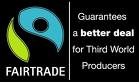 Guarantees
a better deal
for Third World
Producers
FAIRTRADE